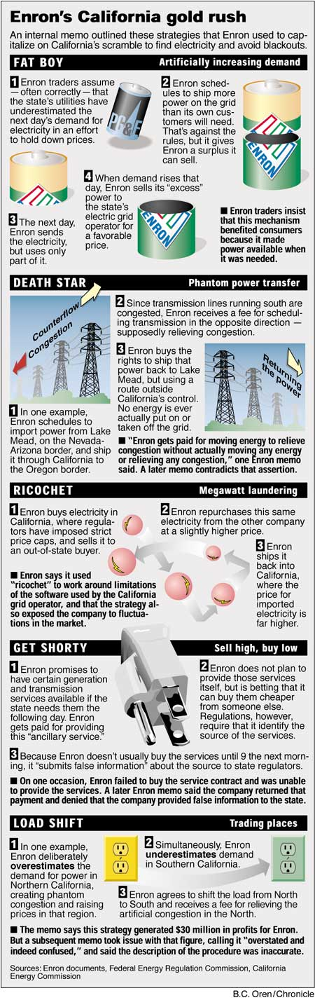 Enron's California gold rush
An internal memo outlined these strategies that Enron used to cap-
italize on California's scramble to find electricity and avoid blackouts.
FAT BOY Artificially increasing demand
1 Enron traders assume
— often correctly — that
the state's utilities have
underestimated the
next day's demand for
electricity in an effort
to hold down prices.
PG&E
2 Enron sched-
ules to ship more
power on the grid
than its own cus-
tomers will need.
That's against the
rules, but it gives
Enron a surplus it
can sell.
ENRON
3 The next day,
Enron sends
the electricity,
but uses only
part of it.
4 When demand rises that
day, Enron sells its “excess”
power to
the state's
electric grid
operator for
a favorable
price.
ENRON
■ Enron traders insist
that this mechanism
benefited consumers
because it made
power available when
it was needed.
DEATH STAR Phantom power transfer
Counterflow
Congestion
1 In one example,
Enron schedules to
import power from Lake
Mead, on the Nevada-
Arizona border, and ship
it through California to
the Oregon border.
2 Since transmission lines running south are
congested, Enron receives a fee for schedul-
ing transmission in the opposite direction —
supposedly relieving congestion.
3 Enron buys the
rights to ship that
power back to Lake
Mead, but using a
route outside
California's control.
No energy is ever
actually put on or
taken off the grid.
Returning
the power
■ “Enron gets paid for moving energy to relieve
congestion without actually moving any energy
or relieving any congestion,” one Enron memo
said. A later memo contradicts that assertion.
RICOCHET Megawatt laundering
1 Enron buys electricity in
California, where regula-
tors have imposed strict
price caps, and sells it to
an out-of-state buyer.
2 Enron repurchases this same
electricity from the other company
at a slightly higher price.
3 Enron
ships it
back into
California,
where the
price for
imported
electricity is
far higher.
■ Enron says it used
“ricochet” to work around limitations
of the software used by the California
grid operator, and that the strategy al-
so exposed the company to fluctua-
tions in the market.
GET SHORTY Sell high, buy low
1 Enron promises to
have certain generation
and transmission
services available if the
state needs them the
following day. Enron
gets paid for providing
this “ancillary service.”
2 Enron does not plan to
provide those services
itself, but is betting that it
can buy them cheaper
from someone else.
Regulations, however,
require that it identify the
source of the services.
3 Because Enron doesn't usually buy the services until 9 the next morn-
ing, it “submits false information” about the source to state regulators.
■ On one occasion, Enron failed to buy the service contract and was unable
to provide the services. A later Enron memo said the company returned that
payment and denied that the company provided false information to the state.
LOAD SHIFT Trading places
1 In one example,
Enron deliberately
overestimates the
demand for power in
Northern California,
creating phantom
congestion and raising
prices in that region.
2 Simultaneously, Enron
underestimates demand
in Southern California.
3 Enron agrees to shift the load from North
to South and receives a fee for relieving the
artificial congestion in the North.
■ The memo says this strategy generated $30 million in profits for Enron.
But a subsequent memo took issue with that figure, calling it “overstated and
indeed confused,” and said the description of the procedure was inaccurate.
Sources: Enron documents, Federal Energy Regulation Commission, California
Energy Commission
B.C. Oren/Chronicle